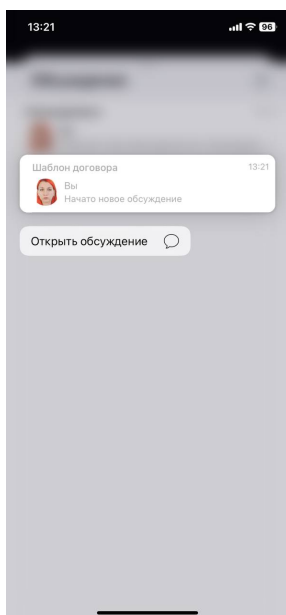 13:21
96
Шаблон договора
13:21
Вы
Начато новое обсуждение
Открыть обсуждение